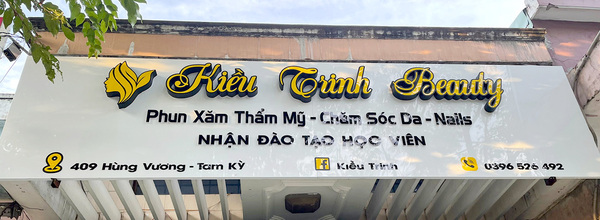 Kiều Trinh Beauty
Phun Xăm Thẩm Mỹ - Chăm Sóc Da - Nails
NHẬN ĐÀO TẠO HỌC VIÊN
409 Hùng Vương - Tam Kỳ f Kiều Trinh 0396 526 492